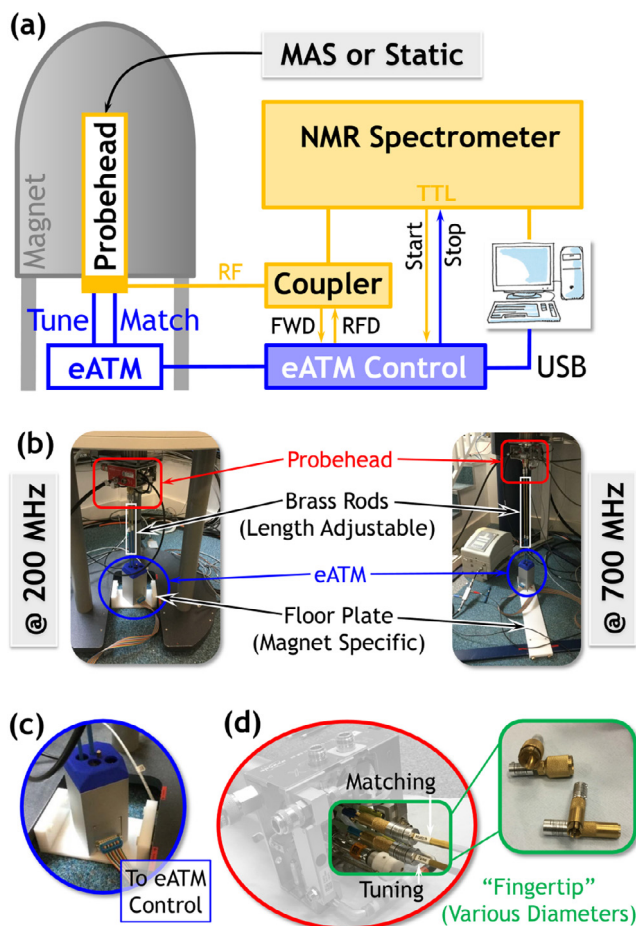 (a)
MAS or Static
NMR Spectrometer
TTL
Magnet
Probehead
RF
Coupler
Start
Stop
Tune
Match
FWD
RFD
eATM
eATM Control
USB
(b)
@ 200 MHz
Probehead
Brass Rods
(Length Adjustable)
eATM
Floor Plate
(Magnet Specific)
@ 700 MHz
(c)
To eATM
Control
(d)
Matching
Tuning
“Fingertip”
(Various Diameters)